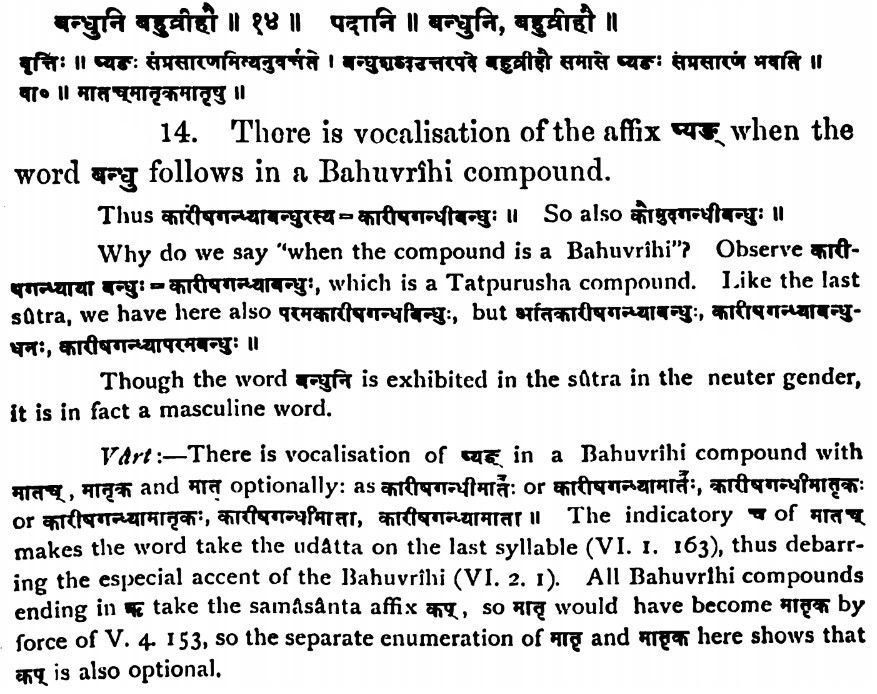 बन्धुनि बहुव्रीहौ ॥ १४ ॥ पदानि ॥ बन्धुनि, बहुव्रीहौ ॥
वृत्तिः ॥ ष्यङः संप्रसारणमित्यनुवर्त्तते । बन्धुशब्दउत्तरपदे बहुव्रीहौ समासे ष्यङः संप्रसारणं भवति ॥
वा० ॥ मातच्मातृकमातृषु ॥
14. There is vocalisation of the affix ष्यङ् when the
word बन्धु follows in a Bahuvrîhi compound.
Thus कारीषगन्ध्याबन्धुरस्य = कारीषगन्धीबन्धुः ॥ So also कौमुदगन्धीबन्धुः ॥
Why do we say "when the compound is a Bahuvrîhi"? Observe कारी-
षगन्ध्याया बन्धुः = कारीषगन्ध्याबन्धुः, which is a Tatpurusha compound. Like the last
sûtra, we have here also परमकारीषगन्धीबन्धुः, but अतिकारीषगन्ध्याबन्धुः, कारीषगन्ध्याबन्धु-
धनः, कारीषगन्ध्यापरमबन्धुः ॥
Though the word बन्धुनि is exhibited in the sûtra in the neuter gender,
it is in fact a masculine word.
Vârt:—There is vocalisation of ष्यङ् in a Bahuvrîhi compound with
मातच्, मातृक and मातृ optionally: as कारीषगन्धीमातः or कारीषगन्ध्यामातः, कारीषगन्धीमातृकः
or कारीषगन्ध्यामातृकः, कारीषगन्धीमाता, कारीषगन्ध्यामाता ॥ The indicatory च of मातच्
makes the word take the udâtta on the last syllable (VI. 1. 163), thus debarr-
ing the especial accent of the Bahuvrîhi (VI. 2. 1). All Bahuvrîhi compounds
ending in ऋ take the samâsânta affix कप्, so मातृ would have become मातृक by
force of V. 4. 153, so the separate enumeration of मातृ and मातृक here shows that
कप् is also optional.